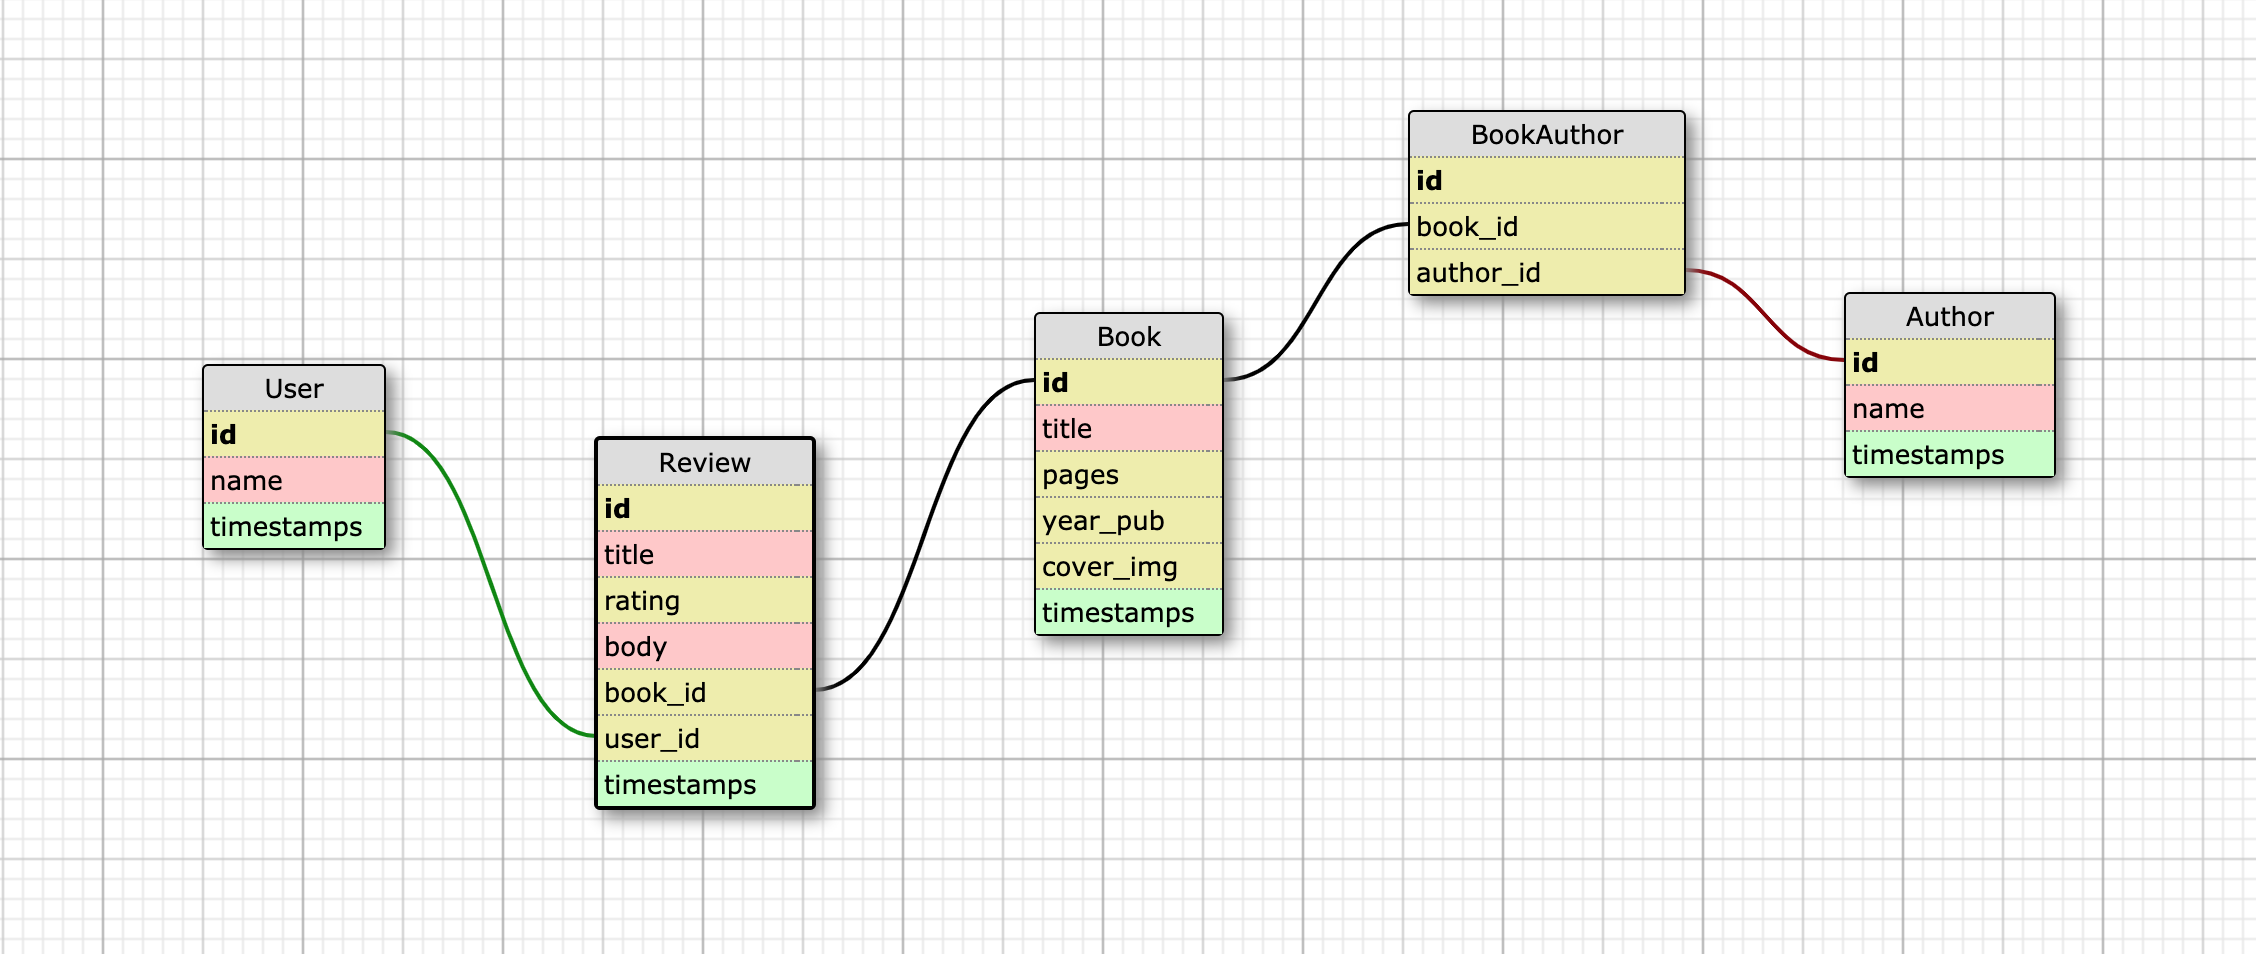 User
id
name
timestamps
Review
id
title
rating
body
book_id
user_id
timestamps
Book
id
title
pages
year_pub
cover_img
timestamps
BookAuthor
id
book_id
author_id
Author
id
name
timestamps